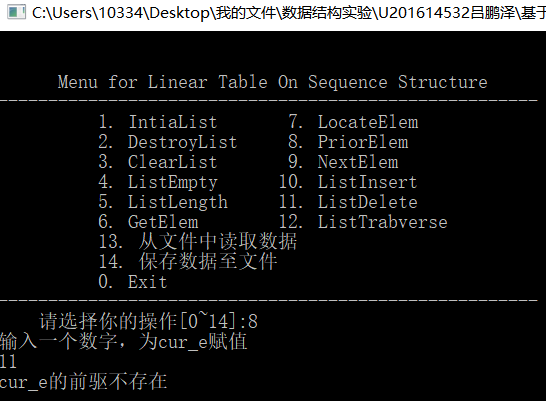 C:\Users\10334\Desktop\我的文件\数据结构实验\U201614532吕鹏泽\基于
Menu for Linear Table On Sequence Structure
-------------------------------------------------------
1. IntiaList 7. LocateElem
2. DestroyList 8. PriorElem
3. ClearList 9. NextElem
4. ListEmpty 10. ListInsert
5. ListLength 11. ListDelete
6. GetElem 12. ListTrabverse
13. 从文件中读取数据
14. 保存数据至文件
0. Exit
-------------------------------------------------------
请选择你的操作[0~14]:8
输入一个数字，为cur_e赋值
11
cur_e的前驱不存在